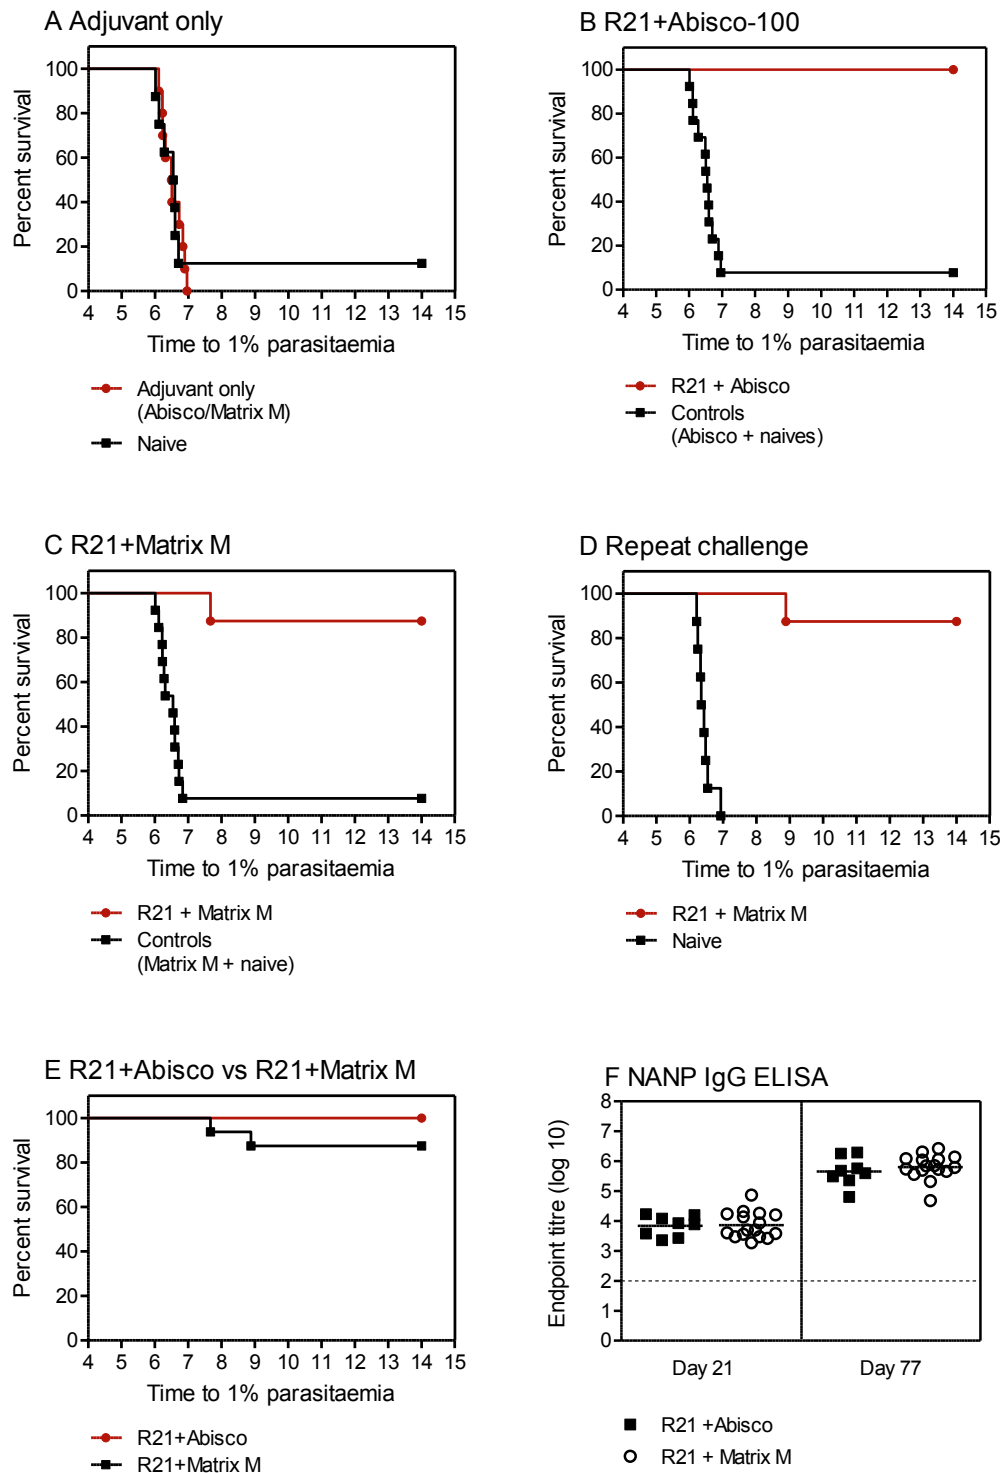 A Adjuvant only
Percent survival
100
80
60
40
20
0
4 5 6 7 8 9 10 11 12 13 14 15
Time to 1% parasitaemia
Adjuvant only
(Abisco/Matrix M)
Naive
B R21+Abisco-100
Percent survival
100
80
60
40
20
0
4 5 6 7 8 9 10 11 12 13 14 15
Time to 1% parasitaemia
R21 + Abisco
Controls
(Abisco + naives)
C R21+Matrix M
Percent survival
100
80
60
40
20
0
4 5 6 7 8 9 10 11 12 13 14 15
Time to 1% parasitaemia
R21 + Matrix M
Controls
(Matrix M + naive)
D Repeat challenge
Percent survival
100
80
60
40
20
0
4 5 6 7 8 9 10 11 12 13 14 15
Time to 1% parasitaemia
R21 + Matrix M
Naive
E R21+Abisco vs R21+Matrix M
Percent survival
100
80
60
40
20
0
4 5 6 7 8 9 10 11 12 13 14 15
Time to 1% parasitaemia
R21+Abisco
R21+Matrix M
F NANP IgG ELISA
Endpoint titre (log 10)
8
7
6
5
4
3
2
1
0
Day 21 Day 77
R21 +Abisco
R21 + Matrix M